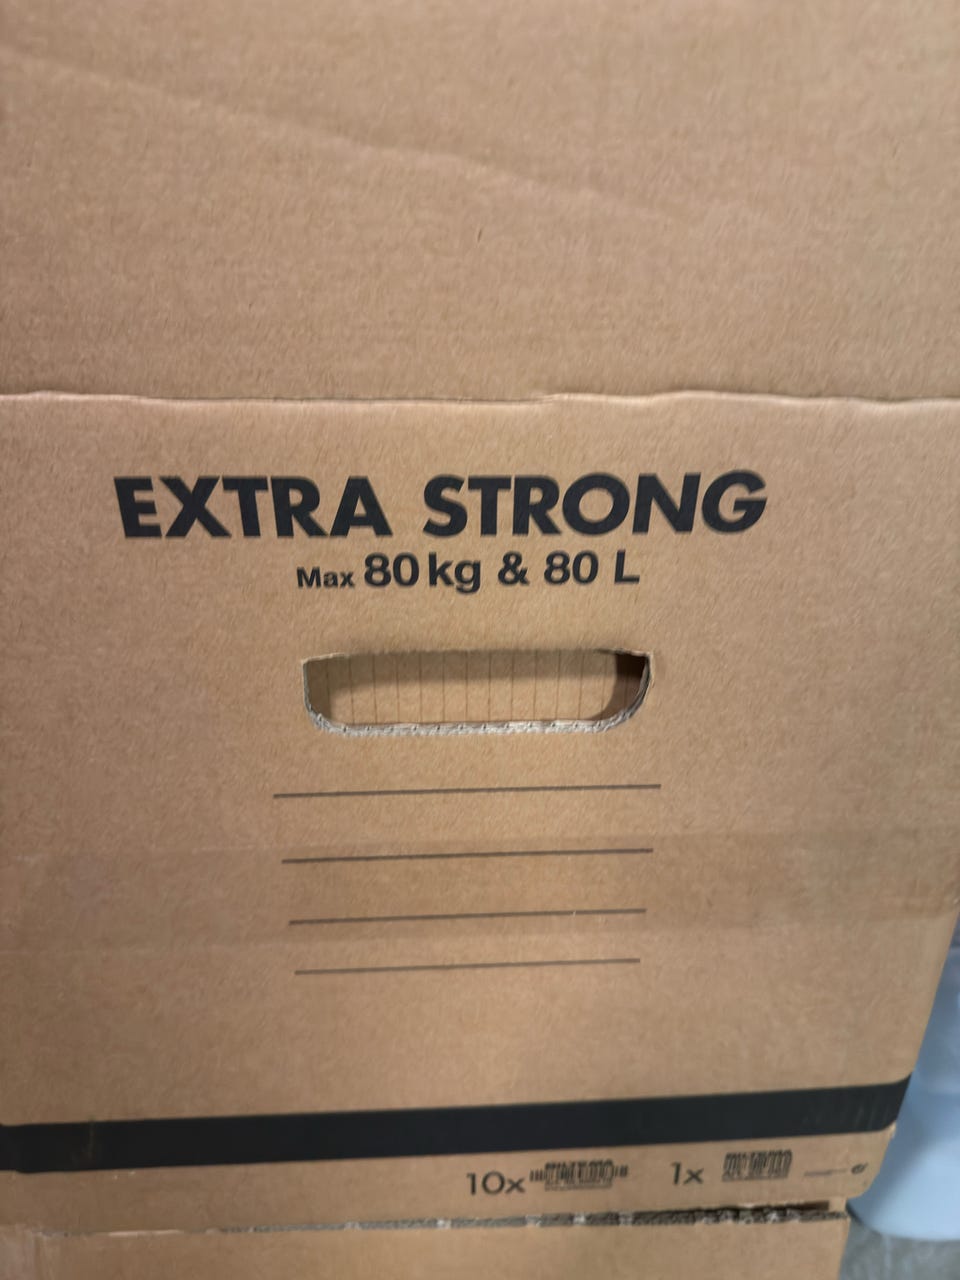 EXTRA STRONG
Max 80 kg & 80 L
10x 1x